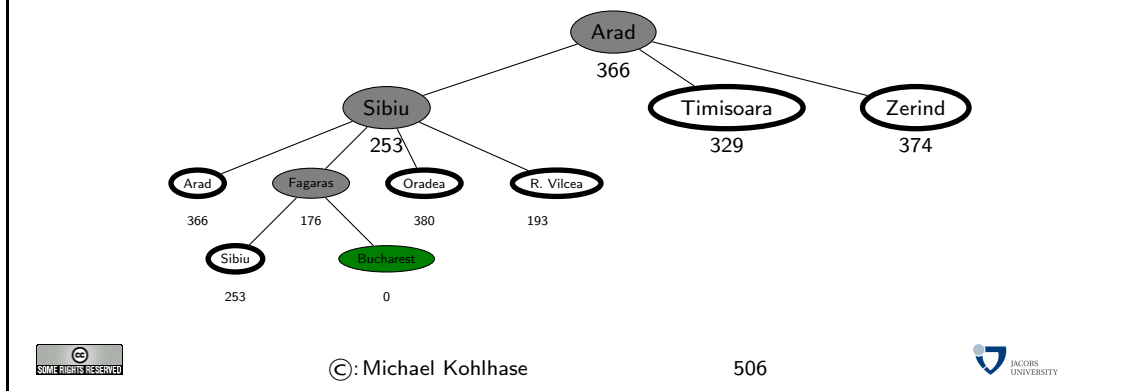 Arad
366
Sibiu Timisoara Zerind
253 329 374
Arad Fagaras Oradea R. Vilcea
366 176 380 193
Sibiu Bucharest
253 0
cc
SOME RIGHTS RESERVED
©: Michael Kohlhase 506
JACOBS
UNIVERSITY